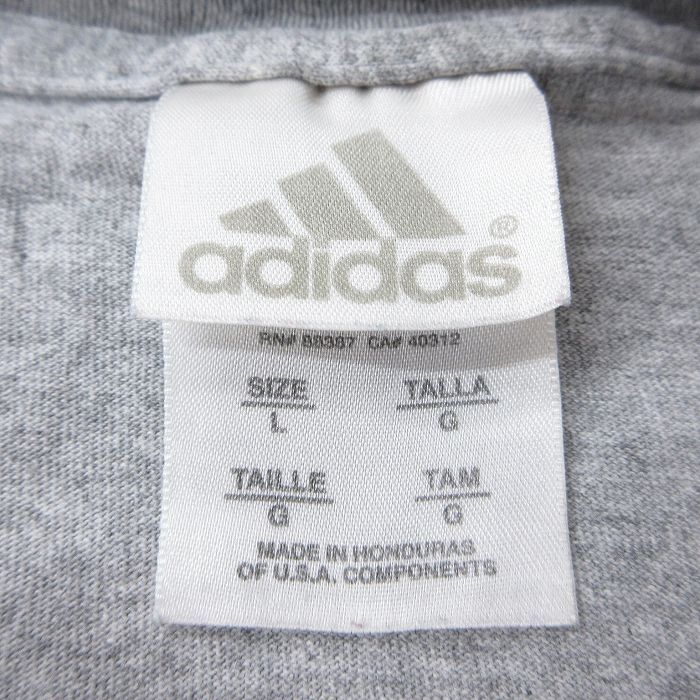 adidas®
RN# 88387 CA# 40312
SIZE TALLA
L G
TAILLE TAM
G G
MADE IN HONDURAS
OF U.S.A. COMPONENTS